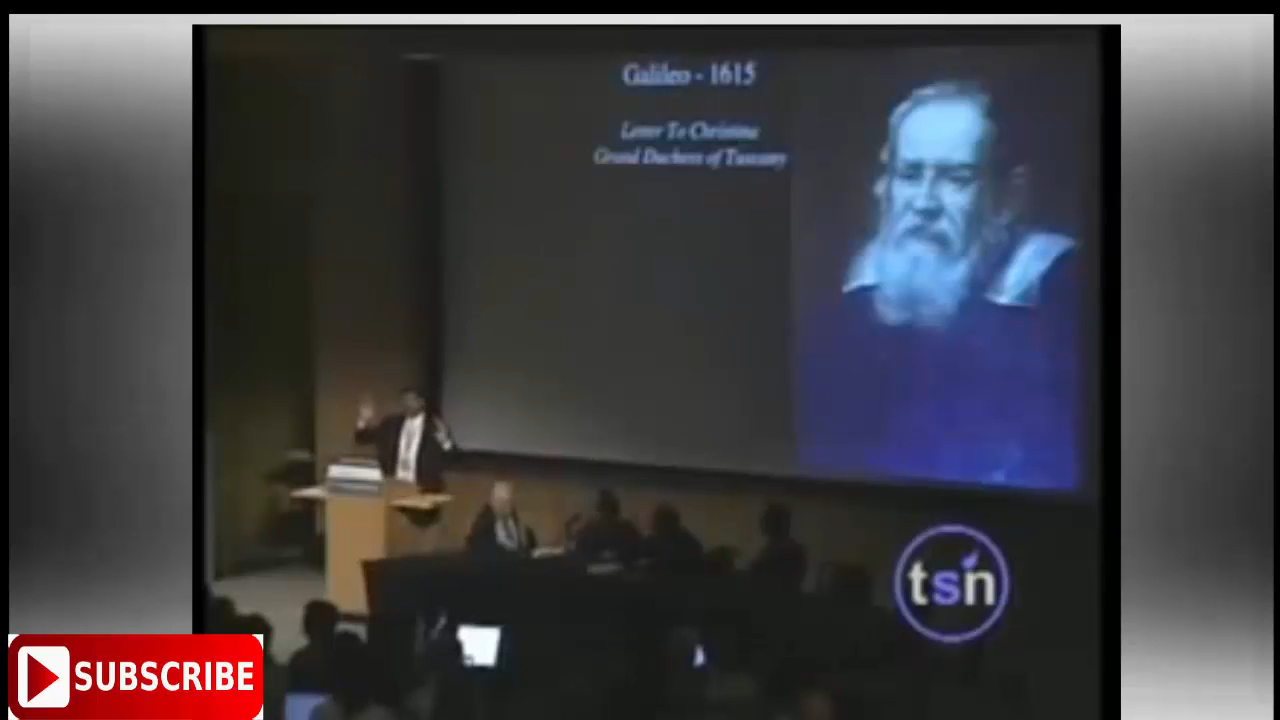 Galileo - 1615
Letter To Christina
Grand Duchess of Tuscany
tsn
SUBSCRIBE